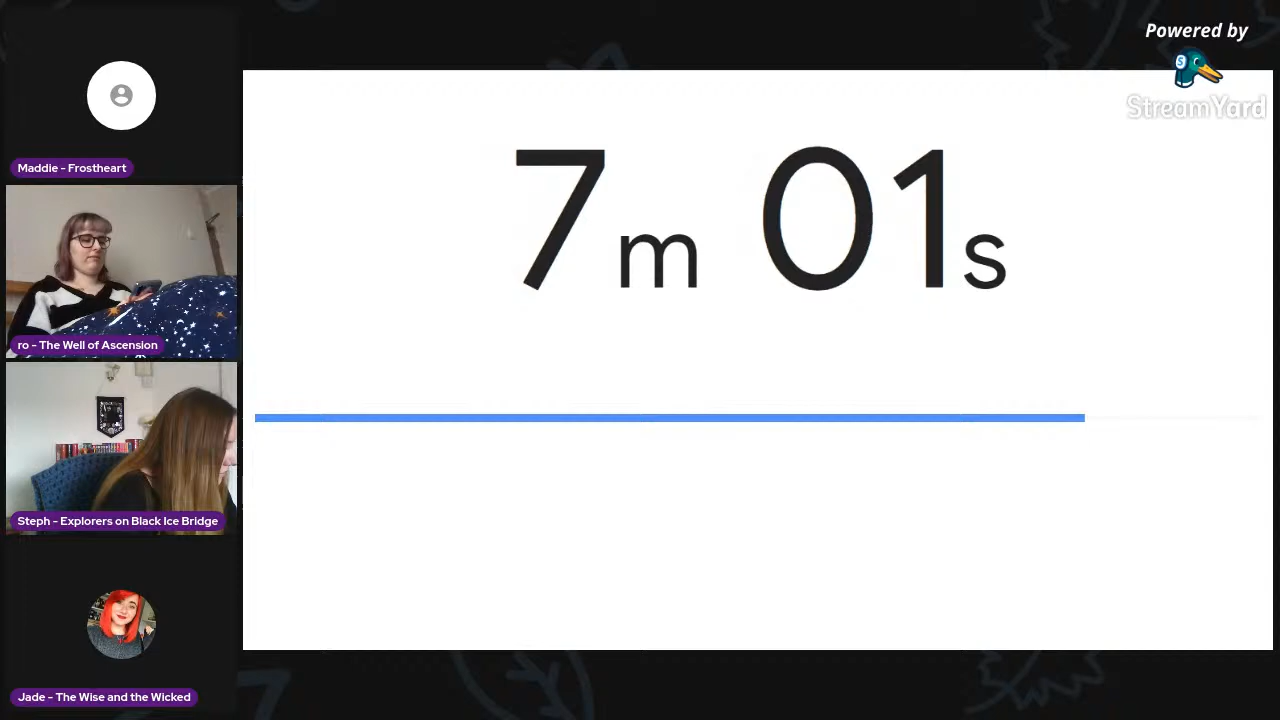 Powered by
StreamYard
7m 01s
Maddie - Frostheart
ro - The Well of Ascension
Steph - Explorers on Black Ice Bridge
Jade - The Wise and the Wicked